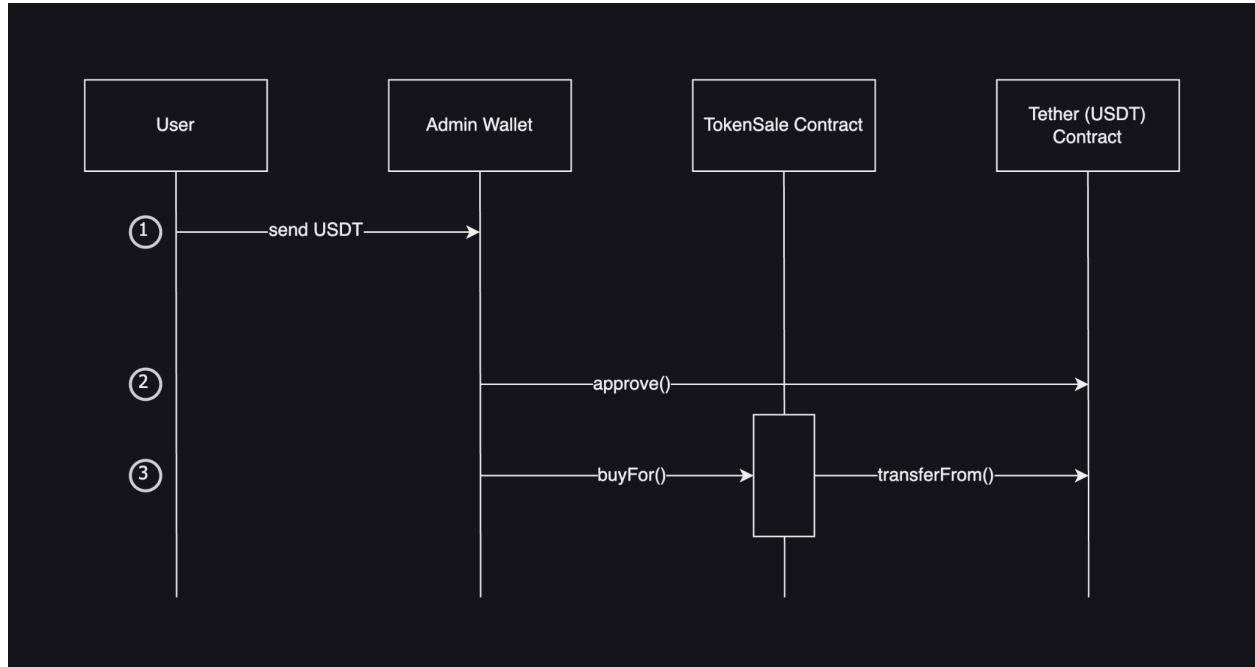 User
Admin Wallet
TokenSale Contract
Tether (USDT)
Contract
1
send USDT
2
approve()
3
buyFor()
transferFrom()